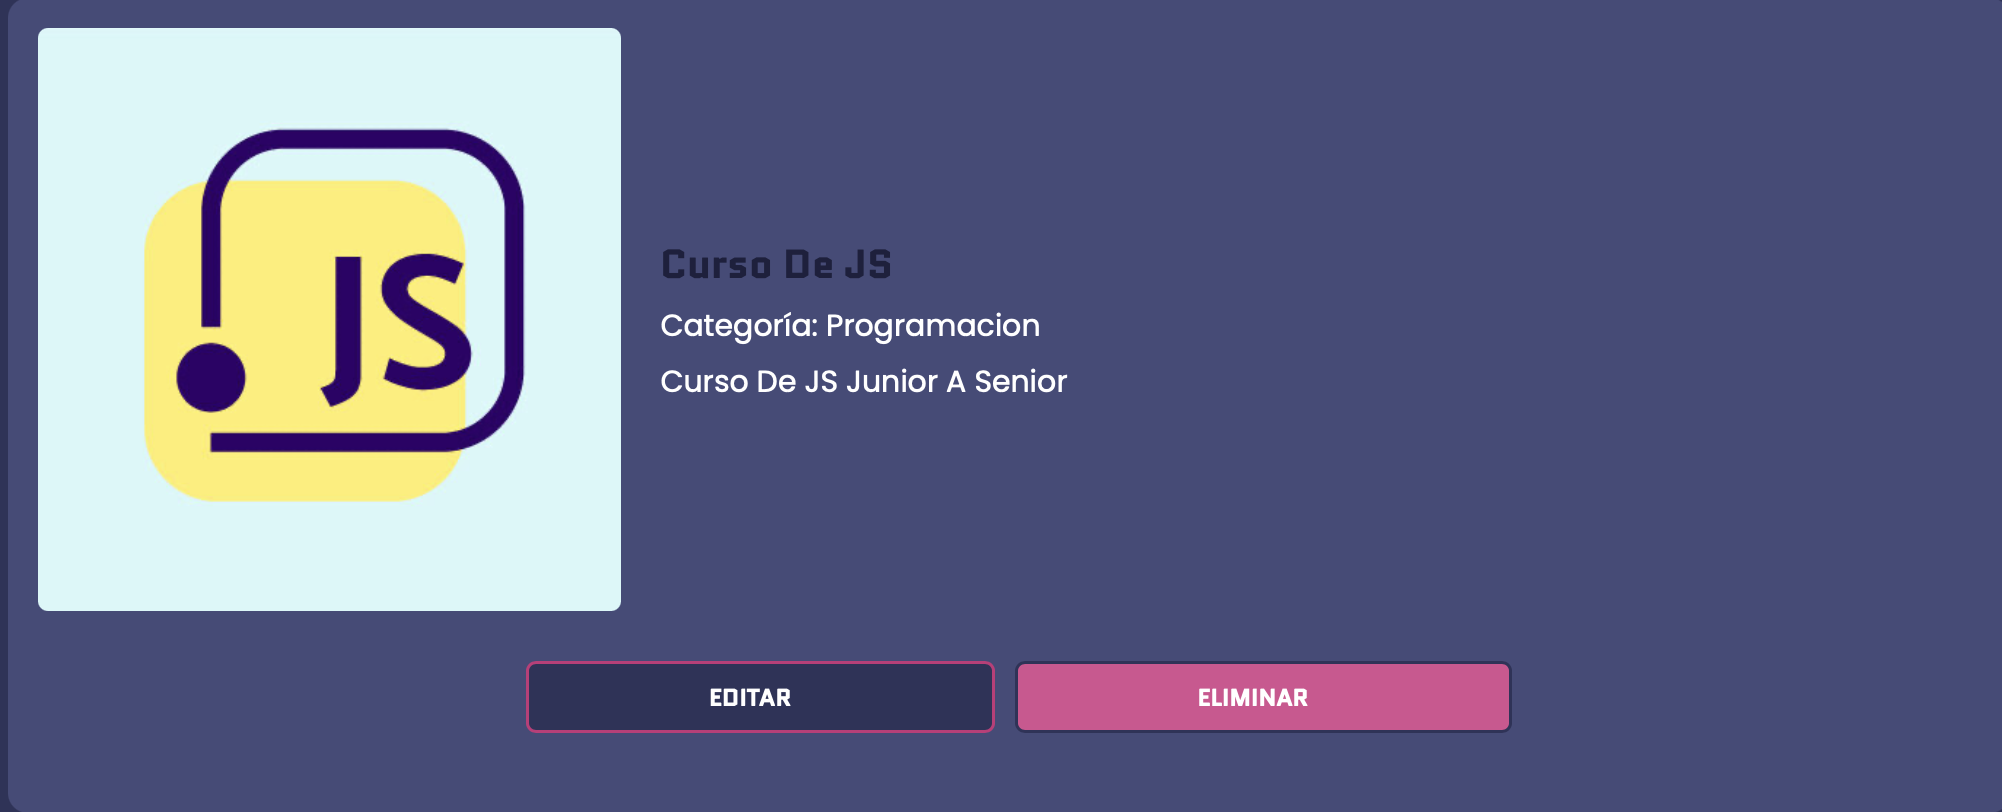 JS
Curso De JS
Categoría: Programacion
Curso De JS Junior A Senior
EDITAR
ELIMINAR